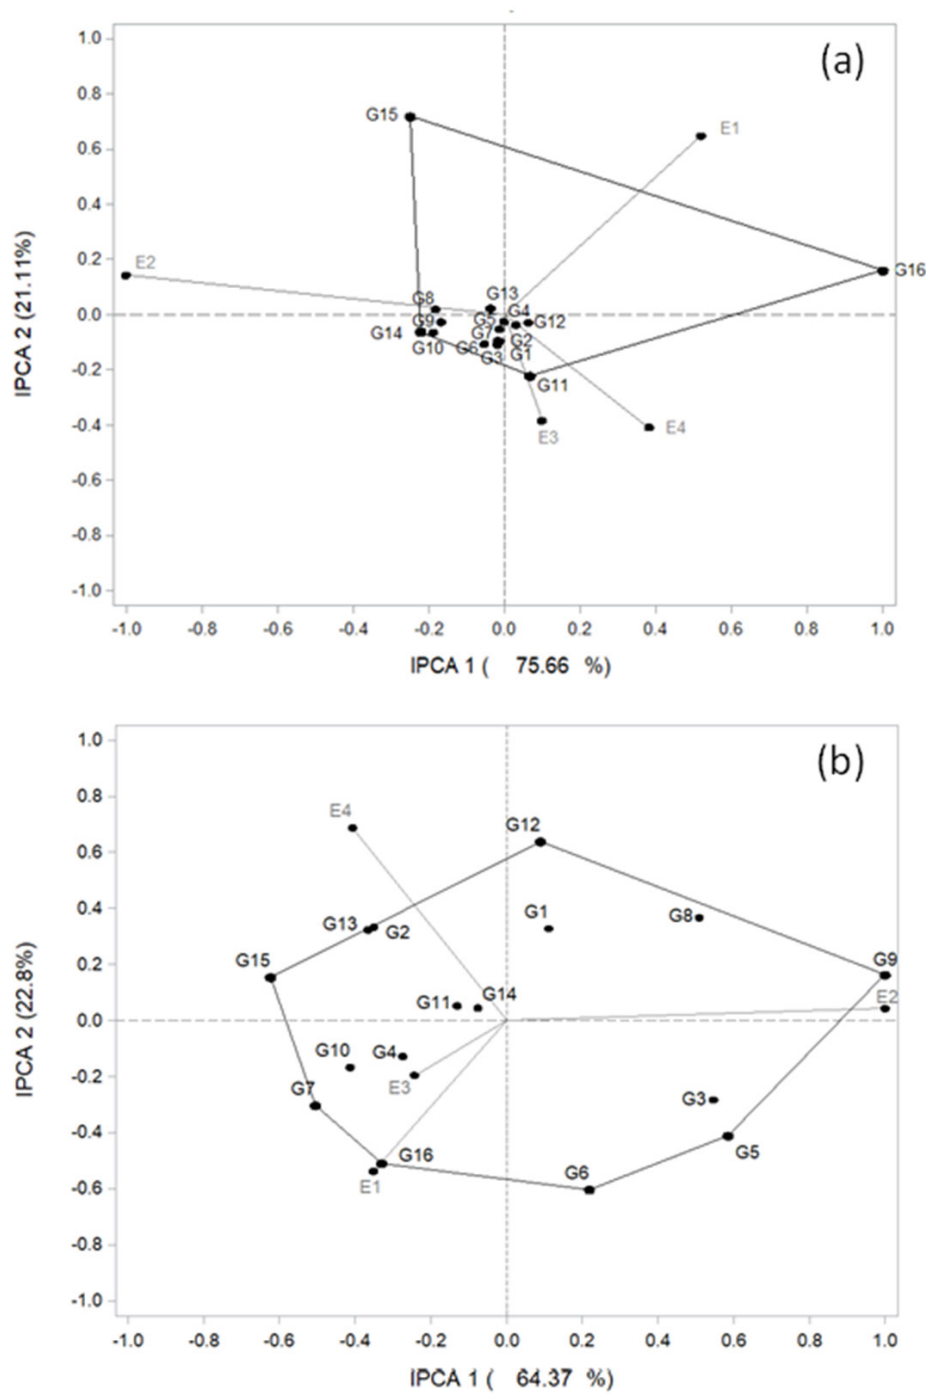 (a)
1.0
0.8
0.6
0.4
0.2
0.0
-0.2
-0.4
-0.6
-0.8
-1.0
IPCA 2 (21.11%)
G15
E1
E2
G16
G13
G8
G4
G5
G12
G9
G14
G7
G2
G10
G6
G3
G1
G11
E3
E4
-1.0 -0.8 -0.6 -0.4 -0.2 0.0 0.2 0.4 0.6 0.8 1.0
IPCA 1 ( 75.66 %)
(b)
1.0
0.8
0.6
0.4
0.2
0.0
-0.2
-0.4
-0.6
-0.8
-1.0
IPCA 2 (22.8%)
E4
G12
G1
G8
G13
G2
G15
G9
E2
G11
G14
G10
G4
E3
G7
G3
G5
G16
G6
E1
-1.0 -0.8 -0.6 -0.4 -0.2 0.0 0.2 0.4 0.6 0.8 1.0
IPCA 1 ( 64.37 %)